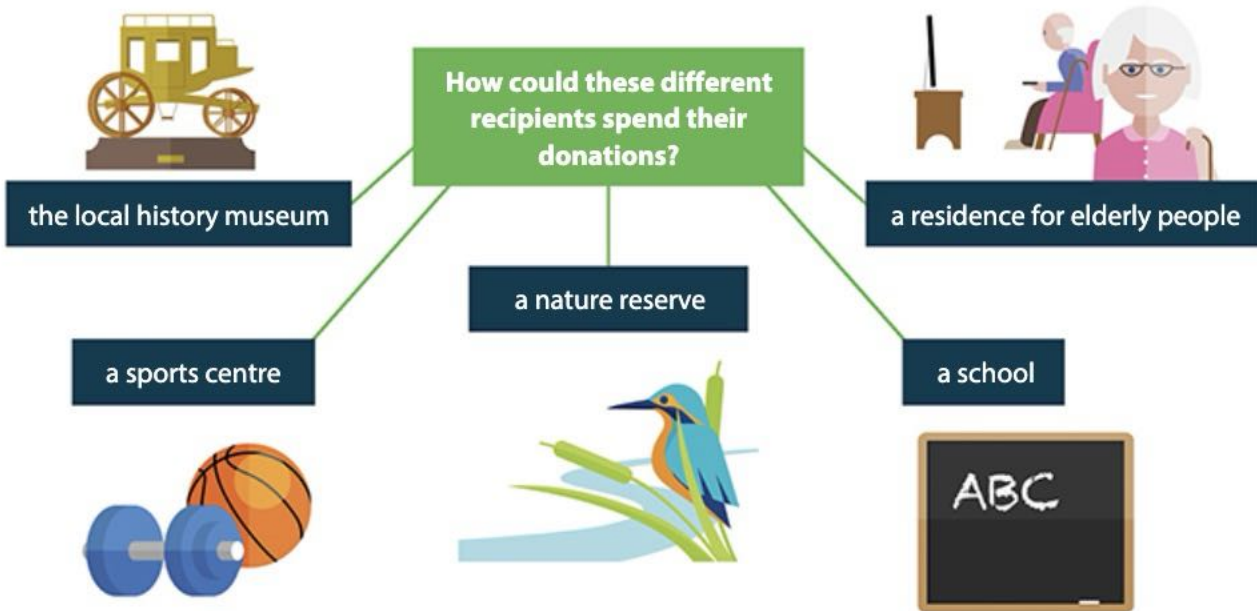 How could these different
recipients spend their
donations?
the local history museum
a residence for elderly people
a nature reserve
a sports centre
a school
ABC